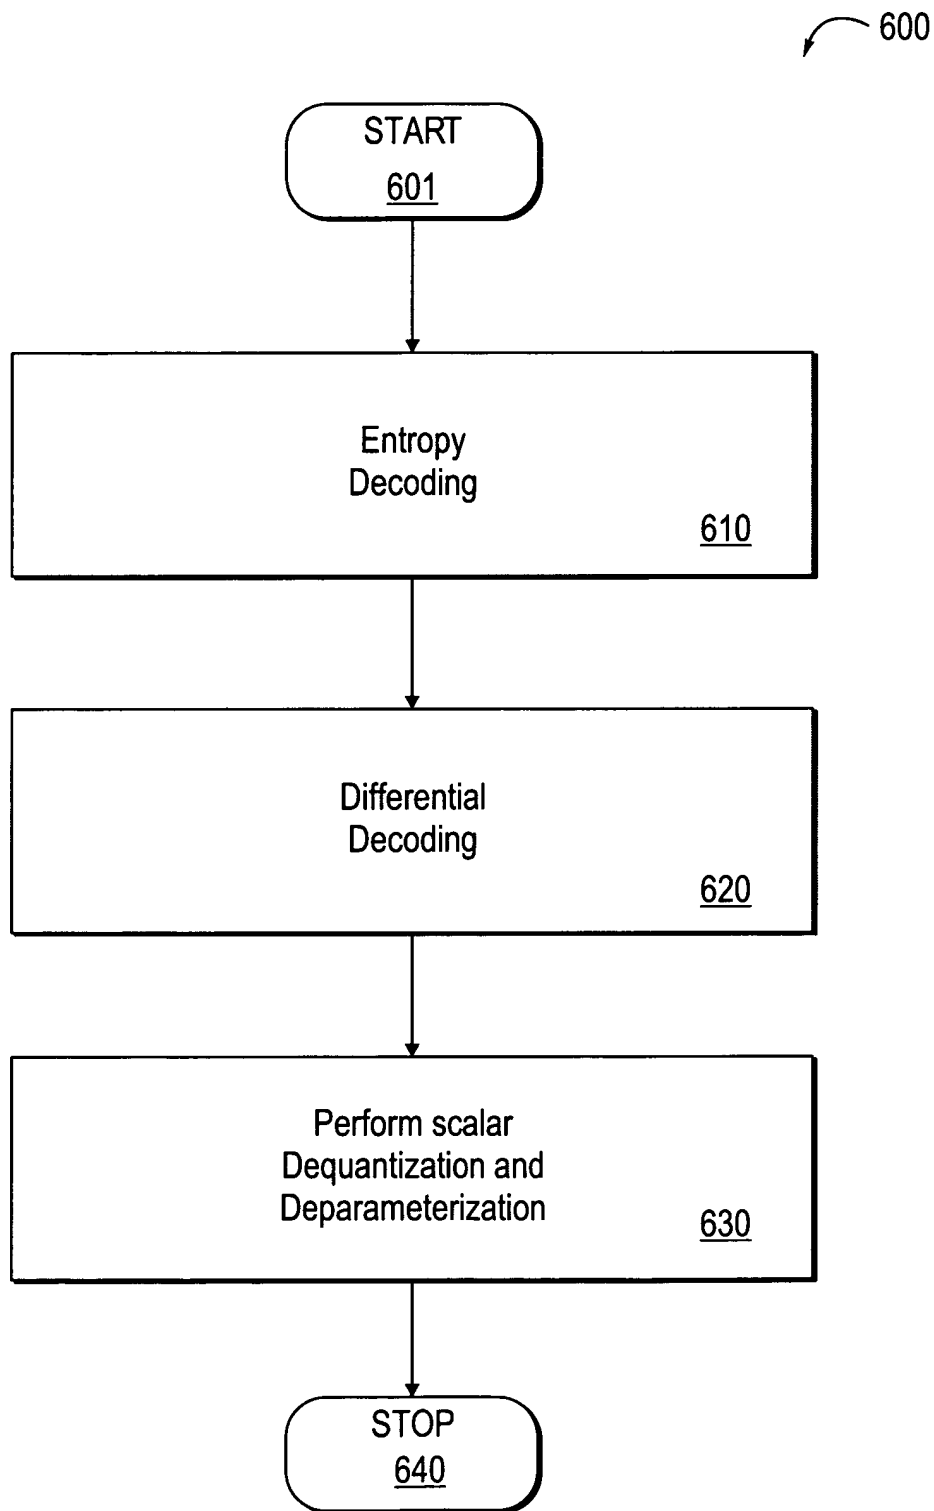 600
START
601
Entropy
Decoding
610
Differential
Decoding
620
Perform scalar
Dequantization and
Deparameterization
630
STOP
640